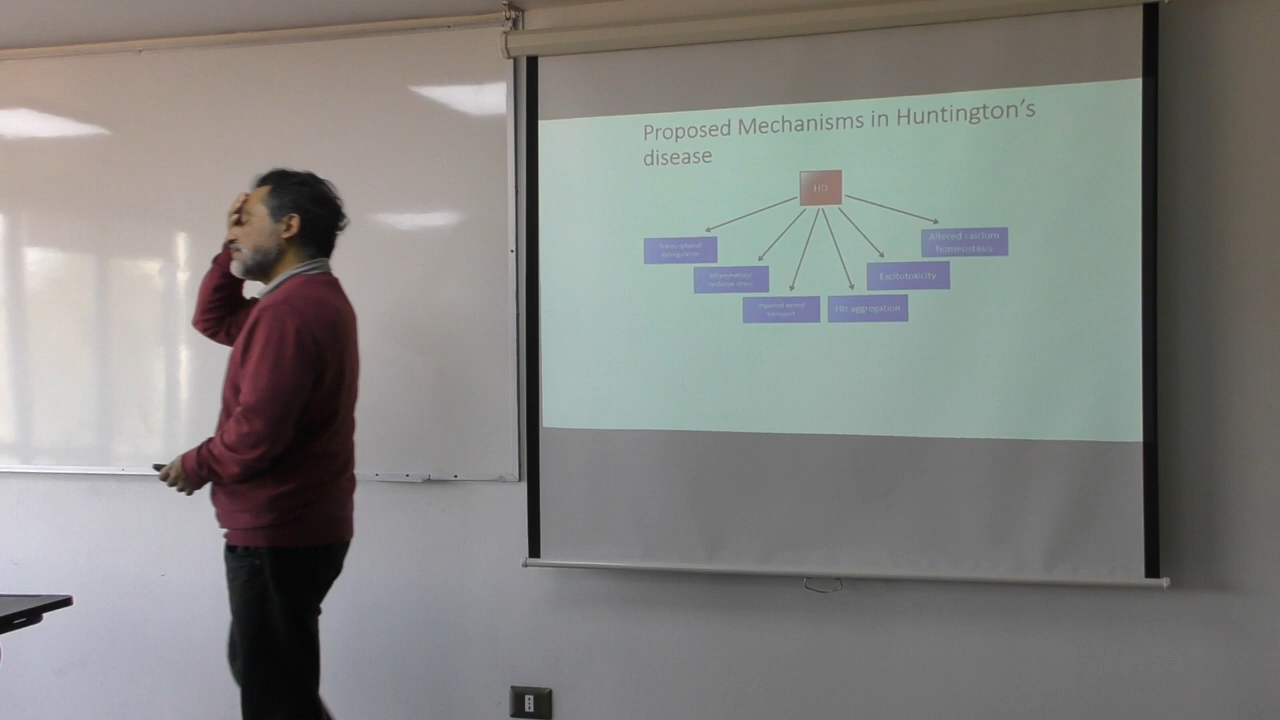 Proposed Mechanisms in Huntington's
disease
HD
Transcriptional
dysregulation
Inflammatory/
oxidative stress
Impaired axonal
transport
Htt aggregation
Excitotoxicity
Altered calcium
homeostasis